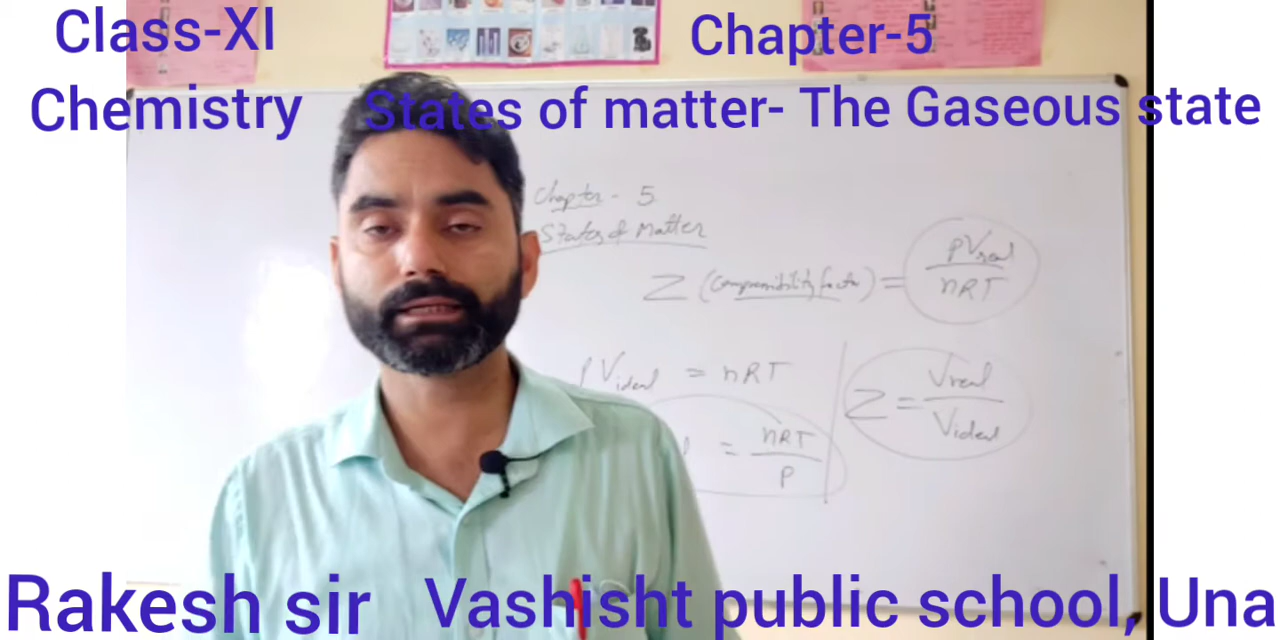 Class-XI
Chapter-5
Chemistry
States of matter- The Gaseous state
Chapter - 5
States of Matter
Z (Compressibility factor) = pVreal / nRT
Videal = nRT
Z = Vreal / Videal
= nRT / P
Rakesh sir
Vashisht public school, Una